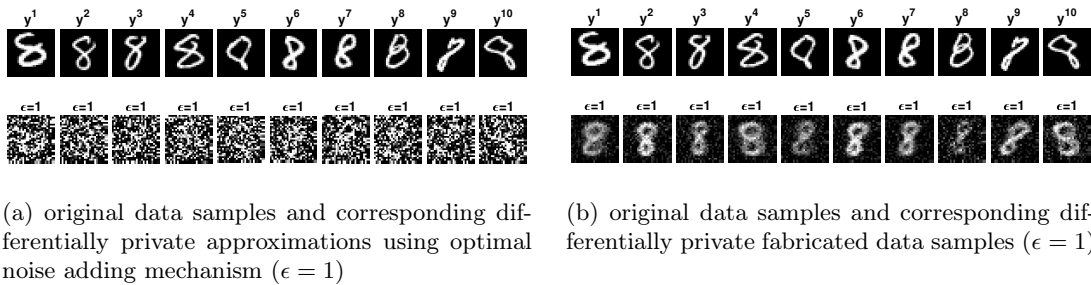 y1 y2 y3 y4 y5 y6 y7 y8 y9 y10
ϵ=1 ϵ=1 ϵ=1 ϵ=1 ϵ=1 ϵ=1 ϵ=1 ϵ=1 ϵ=1 ϵ=1
(a) original data samples and corresponding dif-
ferentially private approximations using optimal
noise adding mechanism (ϵ = 1)
y1 y2 y3 y4 y5 y6 y7 y8 y9 y10
ϵ=1 ϵ=1 ϵ=1 ϵ=1 ϵ=1 ϵ=1 ϵ=1 ϵ=1 ϵ=1 ϵ=1
(b) original data samples and corresponding dif-
ferentially private fabricated data samples (ϵ = 1)